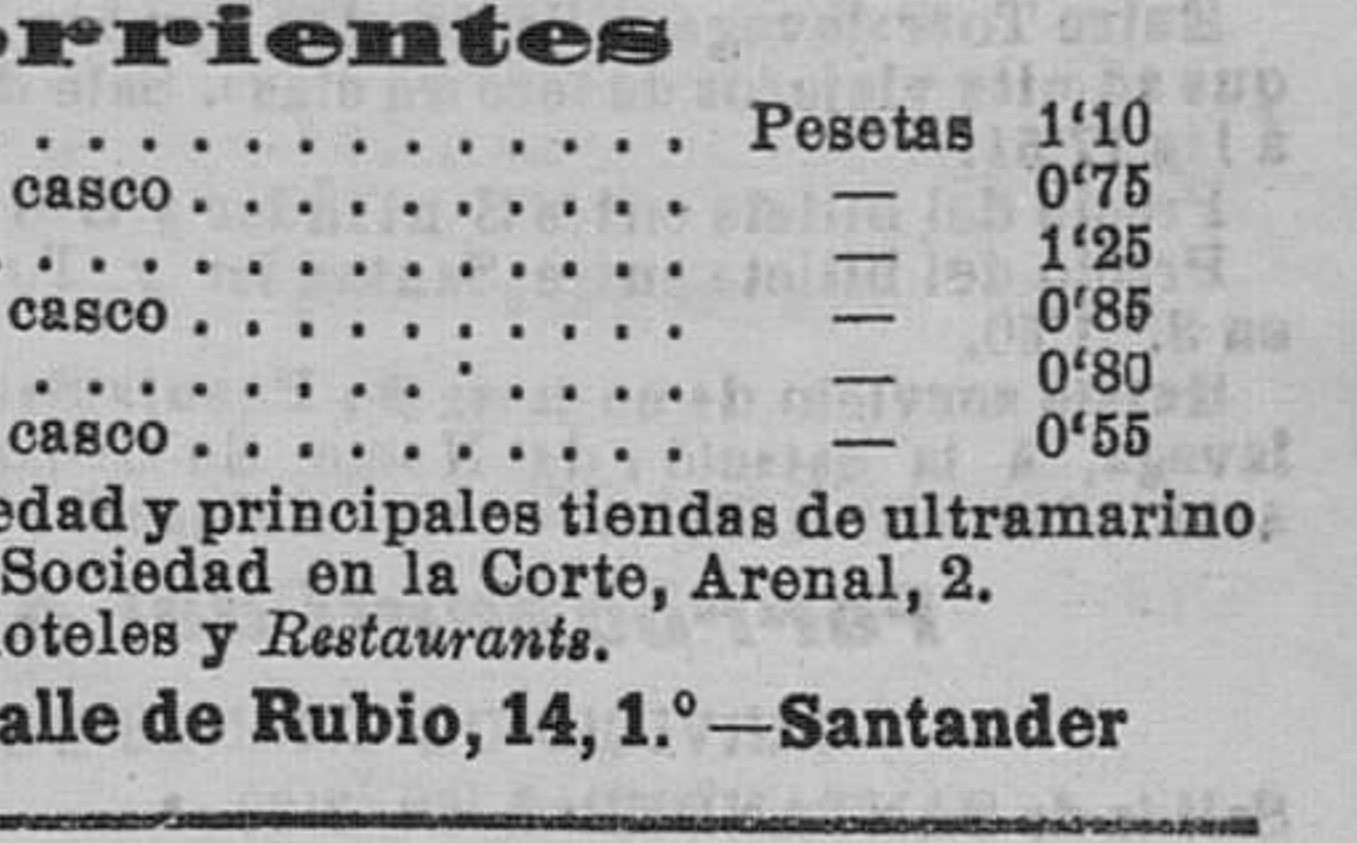 orrientes
. . . . . . . . . . . . . Pesetas 1‘10
casco . . . . . . . . . . — 0‘75
. . . . . . . . . . . . . . — 1‘25
casco . . . . . . . . . . — 0‘85
. . . . . . . . . . . . . — 0‘80
casco . . . . . . . . . . — 0‘55
edad y principales tiendas de ultramarino
Sociedad en la Corte, Arenal, 2.
oteles y Restaurants.
alle de Rubio, 14, 1.º—Santander